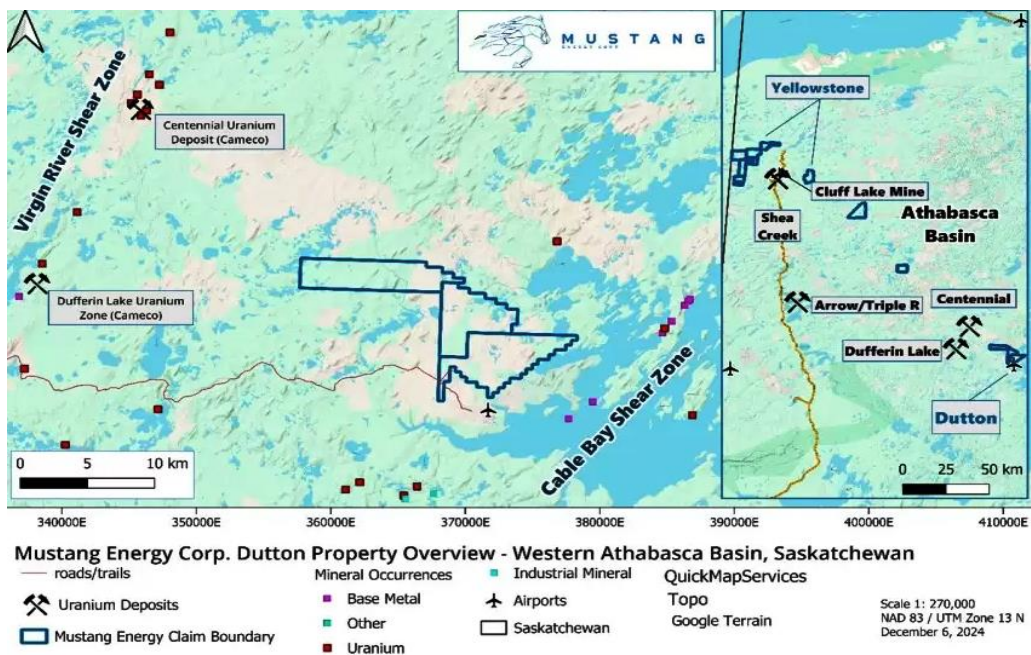 MUSTANG
ENERGY CORP.
Virgin River Shear Zone
Centennial Uranium
Deposit (Cameco)
Dufferin Lake Uranium
Zone (Cameco)
Cable Bay Shear Zone
0 5 10 km
Yellowstone
Cluff Lake Mine
Shea
Creek
Athabasca
Basin
Arrow/Triple R
Centennial
Dufferin Lake
Dutton
0 25 50 km
340000E 350000E 360000E 370000E 380000E 390000E 400000E 410000E
Mustang Energy Corp. Dutton Property Overview - Western Athabasca Basin, Saskatchewan
roads/trails
Uranium Deposits
Mustang Energy Claim Boundary
Mineral Occurrences
Base Metal
Other
Uranium
Industrial Mineral
Airports
Saskatchewan
QuickMapServices
Topo
Google Terrain
Scale 1: 270,000
NAD 83 / UTM Zone 13 N
December 6, 2024